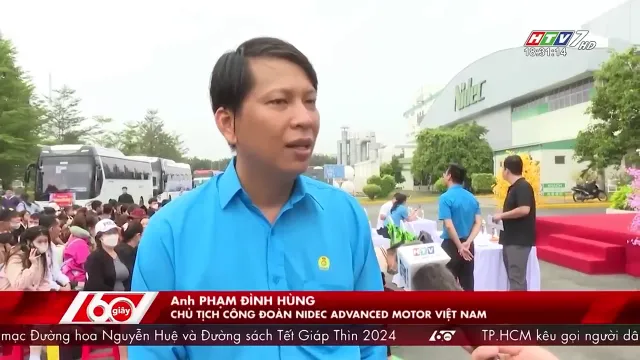 HTV7 HD
18:31:14
Nidec
HTV
60 giây
Anh PHẠM ĐÌNH HÙNG
CHỦ TỊCH CÔNG ĐOÀN NIDEC ADVANCED MOTOR VIỆT NAM
mạc Đường hoa Nguyễn Huệ và Đường sách Tết Giáp Thìn 2024 60 TP.HCM kêu gọi người dâ